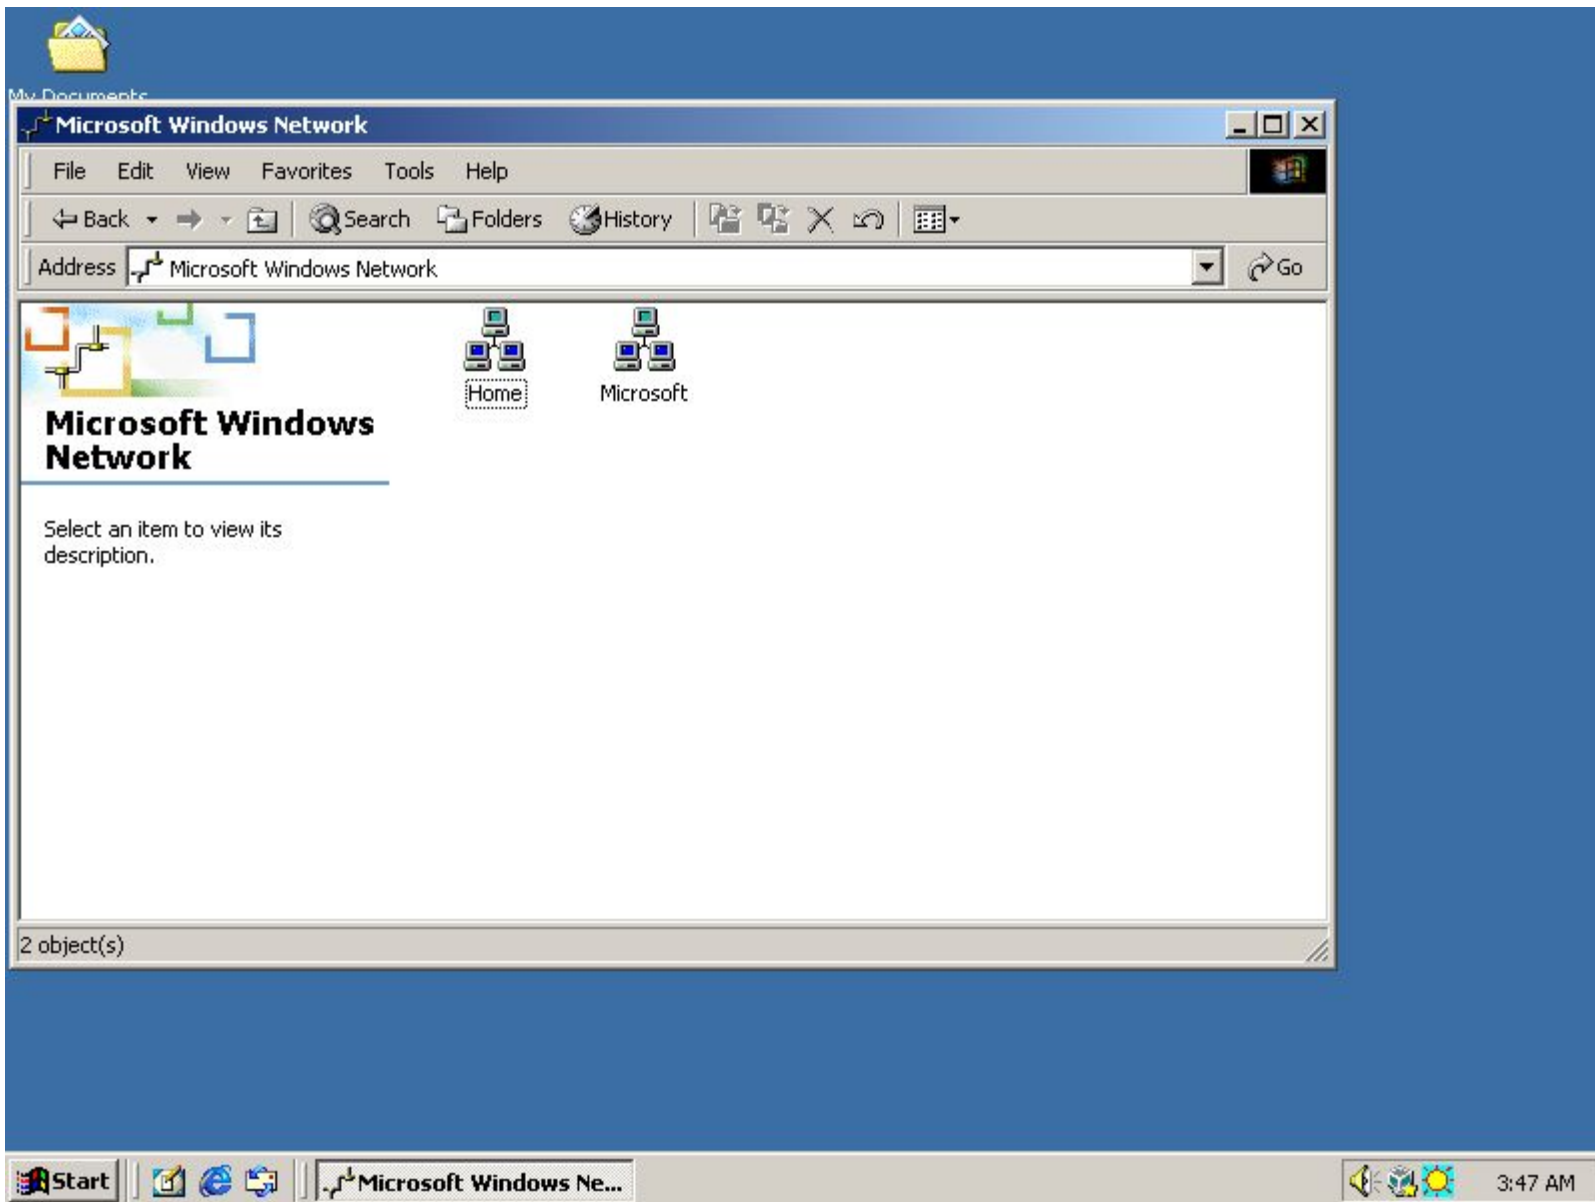 My Documents
Microsoft Windows Network
File Edit View Favorites Tools Help
Back Search Folders History
Address Microsoft Windows Network Go
Home Microsoft
Microsoft Windows
Network
Select an item to view its
description.
2 object(s)
Start Microsoft Windows Ne... 3:47 AM